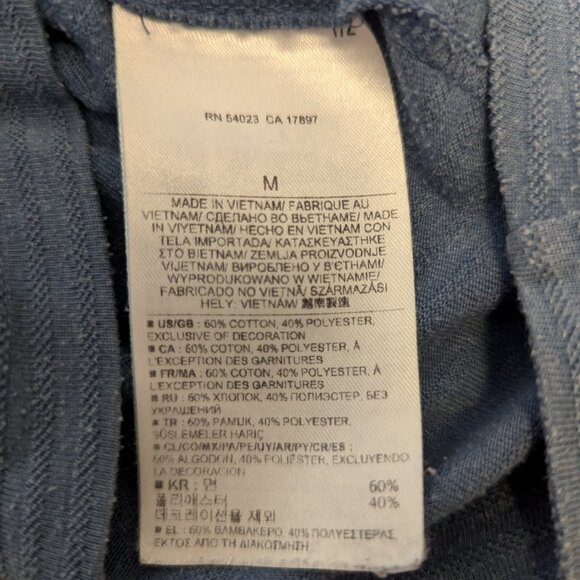 RN 54023 CA 17897
M
MADE IN VIETNAM/ FABRIQUE AU
VIETNAM/ СДЕЛАНО ВО ВЬЕТНАМЕ/ MADE
IN VIYETNAM/ HECHO EN VIETNAM CON
TELA IMPORTADA/ ΚΑΤΑΣΚΕΥΑΣΤΗΚΕ
ΣΤΟ ΒΙΕΤΝΑΜ/ ZEMLJA PROIZVODNJE
VIJETNAM/ ВИРОБЛЕНО У В'ЄТНАМІ/
WYPRODUKOWANO W WIETNAMIE/
FABRICADO NO VIETNÃ/ SZÁRMAZÁSI
HELY: VIETNÁM/ 越南製造
US/GB : 60% COTTON, 40% POLYESTER,
EXCLUSIVE OF DECORATION
CA : 60% COTON, 40% POLYESTER, À
L'EXCEPTION DES GARNITURES
FR/MA : 60% COTON, 40% POLYESTER, À
L'EXCEPTION DES GARNITURES
RU : 60% ХЛОПОК, 40% ПОЛИЭСТЕР, БЕЗ
УКРАШЕНИЙ
TR : 60% PAMUK, 40% POLYESTER,
SÜSLEMELER HARİÇ
CL/CO/MX/PA/PE/UY/AR/PY/CR/ES :
60% ALGODON, 40% POLIÉSTER, EXCLUYENDO
LA DECORACION
KR : 면 60%
폴리에스터 40%
데코레이션을 제외
EL : 60% ΒΑΜΒΑΚΕΡΟ, 40% ΠΟΛΥΕΣΤΕΡΑΣ,
ΕΚΤΟΣ ΑΠΟ ΤΗ ΔΙΑΚΟΣΜΗΣΗ